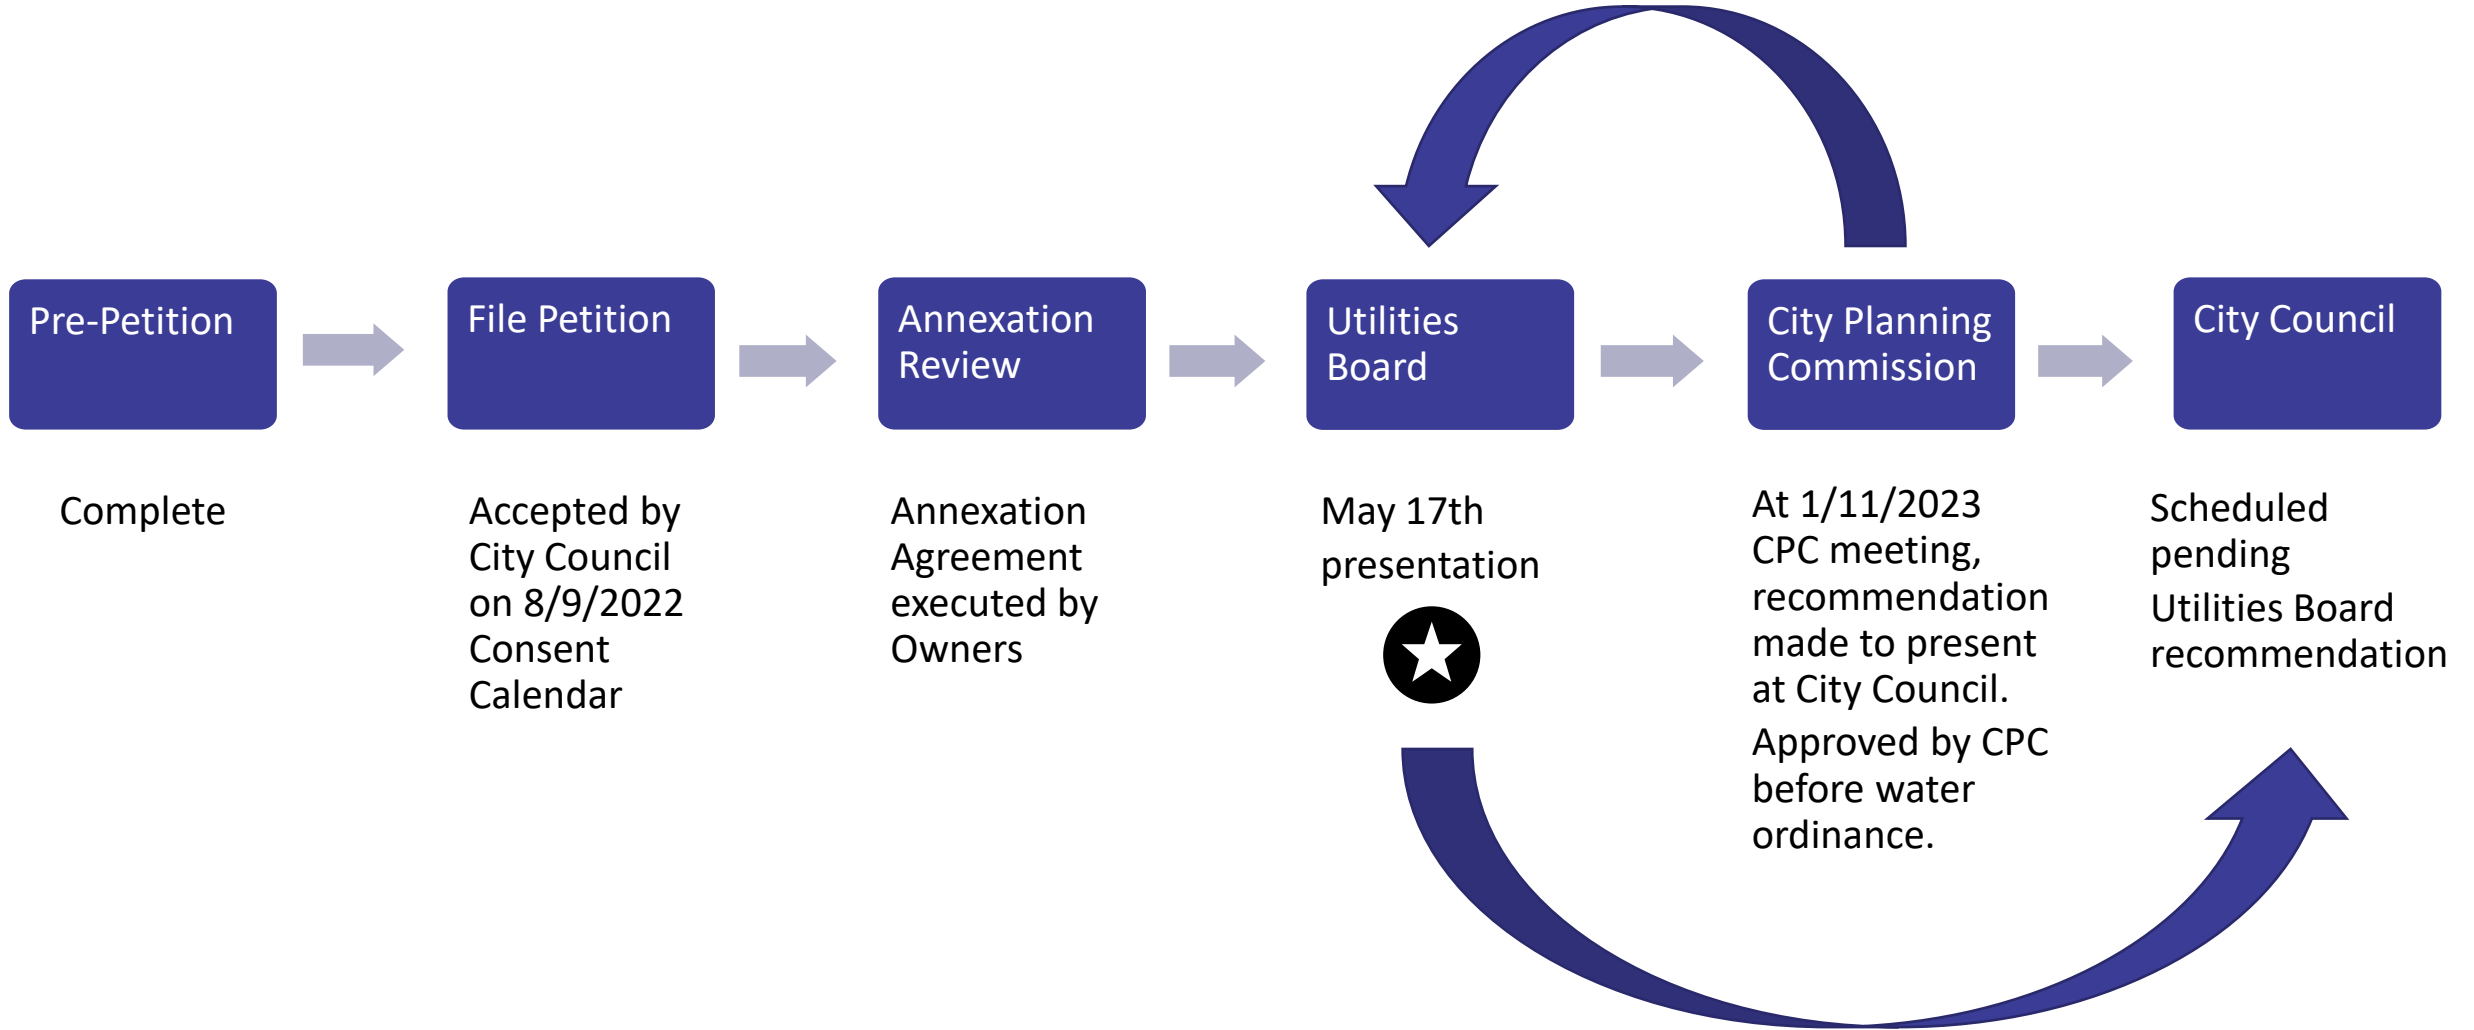 Pre-Petition
File Petition
Annexation
Review
Utilities
Board
City Planning
Commission
City Council
Complete
Accepted by
City Council
on 8/9/2022
Consent
Calendar
Annexation
Agreement
executed by
Owners
May 17th
presentation
At 1/11/2023
CPC meeting,
recommendation
made to present
at City Council.
Approved by CPC
before water
ordinance.
Scheduled
pending
Utilities Board
recommendation